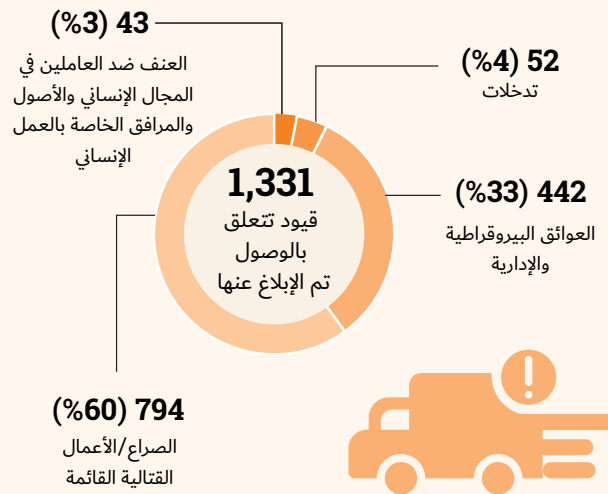 43 (%3)
العنف ضد العاملين في
المجال الإنساني والأصول
والمرافق الخاصة بالعمل
الإنساني
52 (%4)
تدخلات
442 (%33)
العوائق البيروقراطية
والإدارية
1,331
قيود تتعلق
بالوصول
تم الإبلاغ عنها
794 (%60)
الصراع/الأعمال
القتالية القائمة